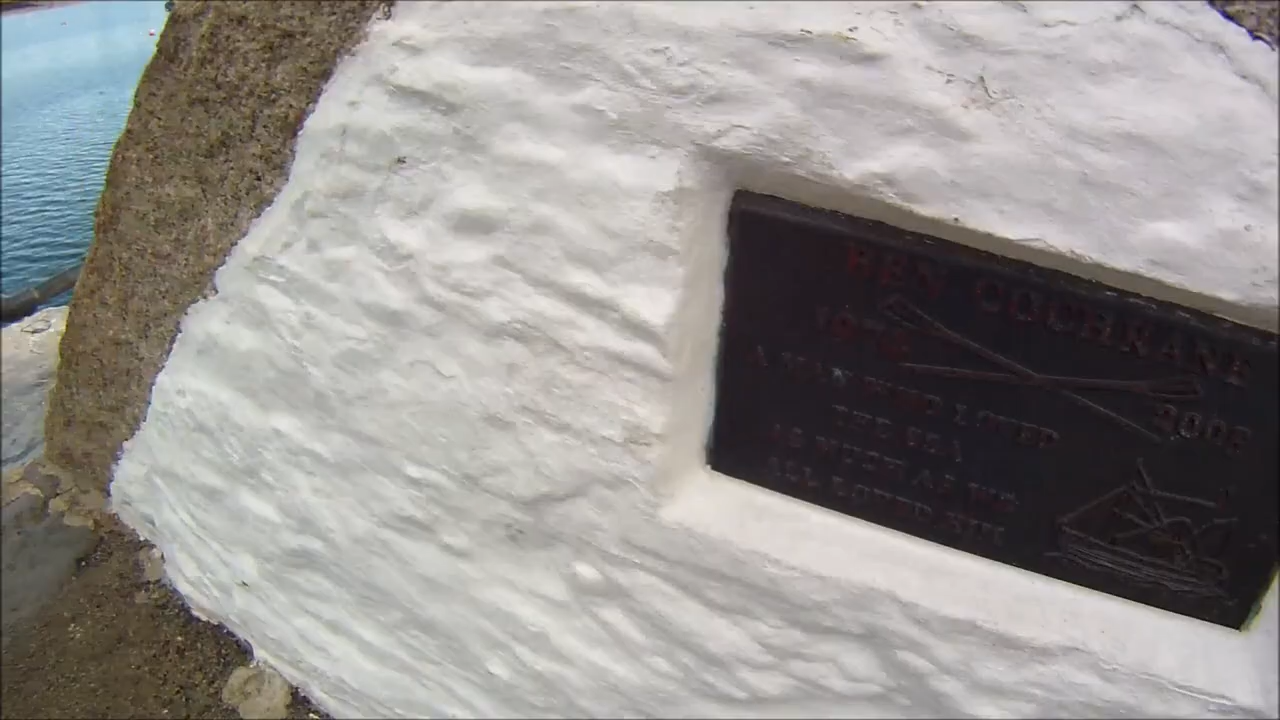 BEN COCHRANE
A MAN WHO LOVED
THE SEA
AS MUCH AS WE
ALL LOVED HIM